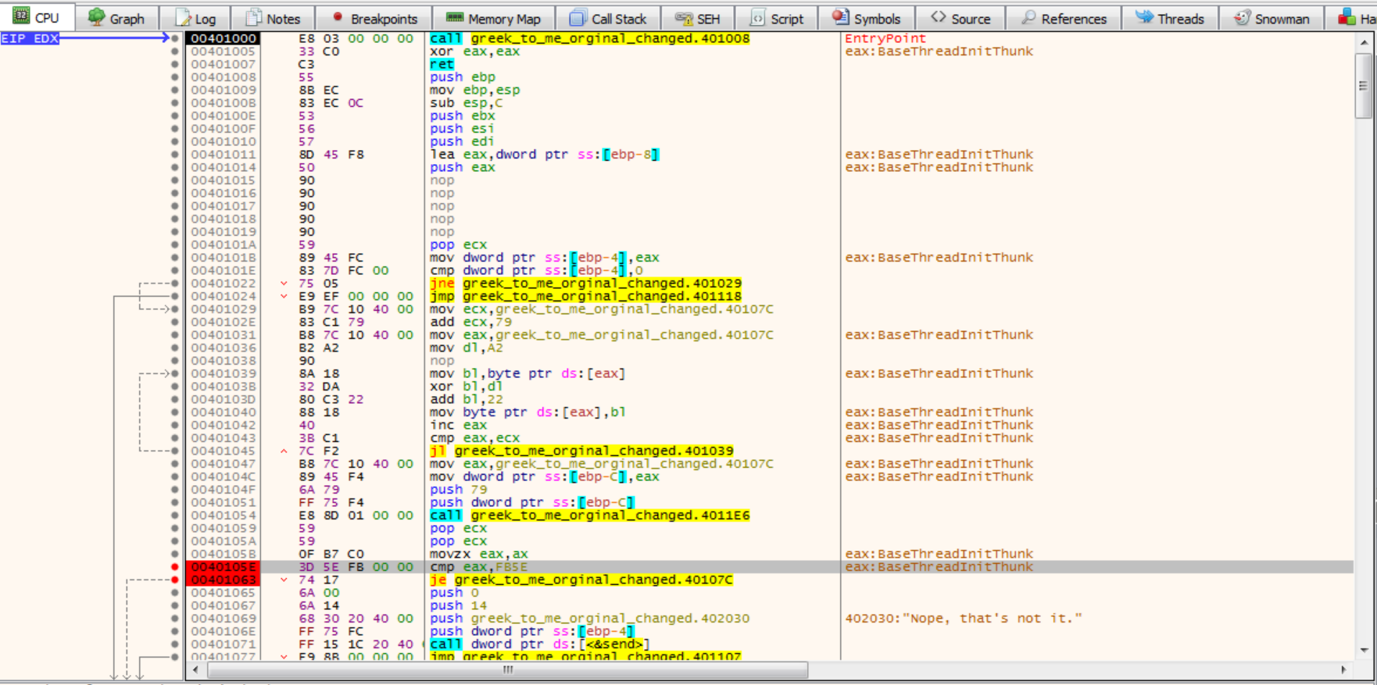 CPU Graph Log Notes Breakpoints Memory Map Call Stack SEH Script Symbols Source References Threads Snowman Ha
EIP EDX 00401000 E8 03 00 00 00 call greek_to_me_orginal_changed.401008 EntryPoint
00401005 33 C0 xor eax,eax eax:BaseThreadInitThunk
00401007 C3 ret
00401008 55 push ebp
00401009 8B EC mov ebp,esp
0040100B 83 EC 0C sub esp,C
0040100E 53 push ebx
0040100F 56 push esi
00401010 57 push edi
00401011 8D 45 F8 lea eax,dword ptr ss:[ebp-8] eax:BaseThreadInitThunk
00401014 50 push eax eax:BaseThreadInitThunk
00401015 90 nop
00401016 90 nop
00401017 90 nop
00401018 90 nop
00401019 90 nop
0040101A 59 pop ecx
0040101B 89 45 FC mov dword ptr ss:[ebp-4],eax eax:BaseThreadInitThunk
0040101E 83 7D FC 00 cmp dword ptr ss:[ebp-4],0
00401022 75 05 jne greek_to_me_orginal_changed.401029
00401024 E9 EF 00 00 00 jmp greek_to_me_orginal_changed.401118
00401029 B9 7C 10 40 00 mov ecx,greek_to_me_orginal_changed.40107C
0040102E 83 C1 79 add ecx,79
00401031 B8 7C 10 40 00 mov eax,greek_to_me_orginal_changed.40107C eax:BaseThreadInitThunk
00401036 B2 A2 mov dl,A2
00401038 90 nop
00401039 8A 18 mov bl,byte ptr ds:[eax] eax:BaseThreadInitThunk
0040103B 32 DA xor bl,dl
0040103D 80 C3 22 add bl,22
00401040 88 18 mov byte ptr ds:[eax],bl eax:BaseThreadInitThunk
00401042 40 inc eax eax:BaseThreadInitThunk
00401043 3B C1 cmp eax,ecx eax:BaseThreadInitThunk
00401045 7C F2 jl greek_to_me_orginal_changed.401039
00401047 B8 7C 10 40 00 mov eax,greek_to_me_orginal_changed.40107C eax:BaseThreadInitThunk
0040104C 89 45 F4 mov dword ptr ss:[ebp-C],eax eax:BaseThreadInitThunk
0040104F 6A 79 push 79
00401051 FF 75 F4 push dword ptr ss:[ebp-C]
00401054 E8 8D 01 00 00 call greek_to_me_orginal_changed.4011E6
00401059 59 pop ecx
0040105A 59 pop ecx
0040105B 0F B7 C0 movzx eax,ax eax:BaseThreadInitThunk
0040105E 3D 5E FB 00 00 cmp eax,FB5E eax:BaseThreadInitThunk
00401063 74 17 je greek_to_me_orginal_changed.40107C
00401065 6A 00 push 0
00401067 6A 14 push 14
00401069 68 30 20 40 00 push greek_to_me_orginal_changed.402030 402030:"Nope, that's not it."
0040106E FF 75 FC push dword ptr ss:[ebp-4]
00401071 FF 15 1C 20 40 call dword ptr ds:[<&send>]
00401077 E9 8B 00 00 00 jmp greek_to_me_orginal_changed.401107